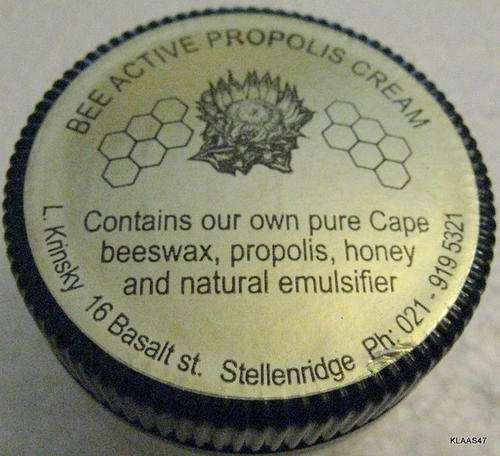 BEE ACTIVE PROPOLIS CREAM
Contains our own pure Cape
beeswax, propolis, honey
and natural emulsifier
L. Krinsky 16 Basalt st. Stellenridge Ph: 021 - 919 5321
KLAAS47